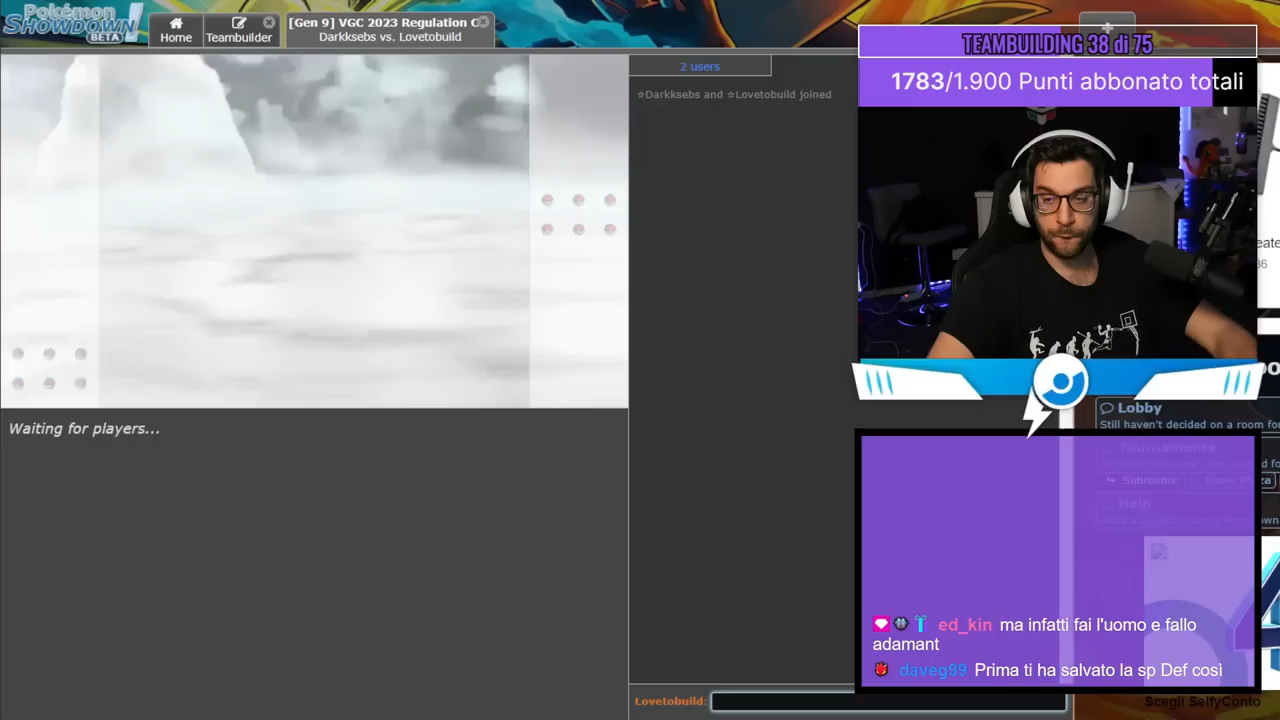 Pokémon
Showdown!
BETA
Home
Teambuilder
[Gen 9] VGC 2023 Regulation C
Darkksebs vs. Lovetobuild
2 users
☆Darkksebs and ☆Lovetobuild joined
Waiting for players...
Lovetobuild:
TEAMBUILDING 38 di 75
1783/1.900 Punti abbonato totali
Lobby
Still haven't decided on a room for
Tournaments
Subrooms:
Help
ed_kin ma infatti fai l'uomo e fallo
adamant
daveg99 Prima ti ha salvato la sp Def così
Scegli SelfyConto